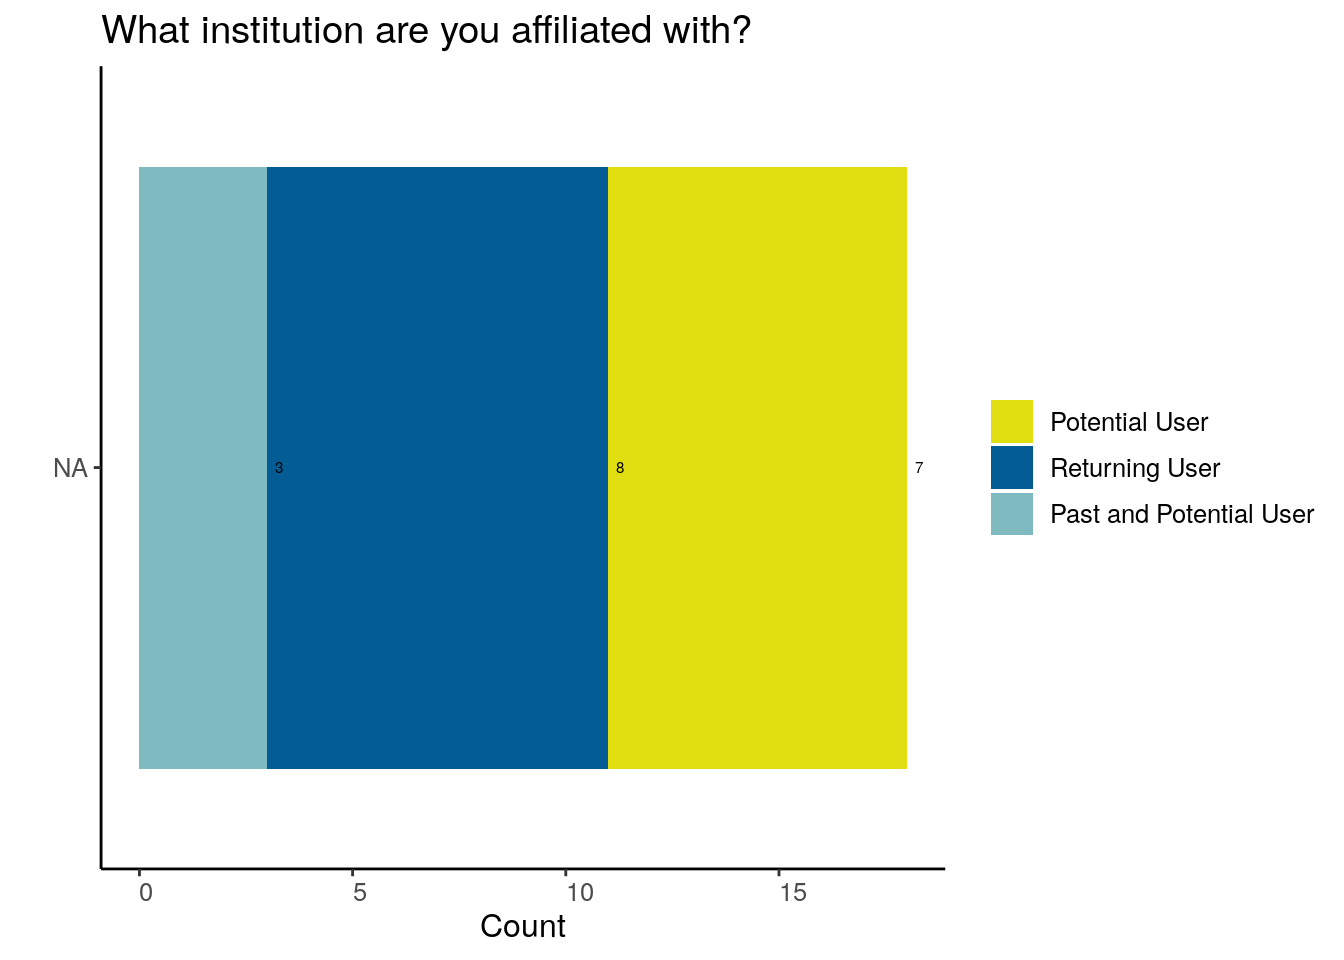 What institution are you affiliated with?
NA
3
8
7
Potential User
Returning User
Past and Potential User
0
5
10
15
Count